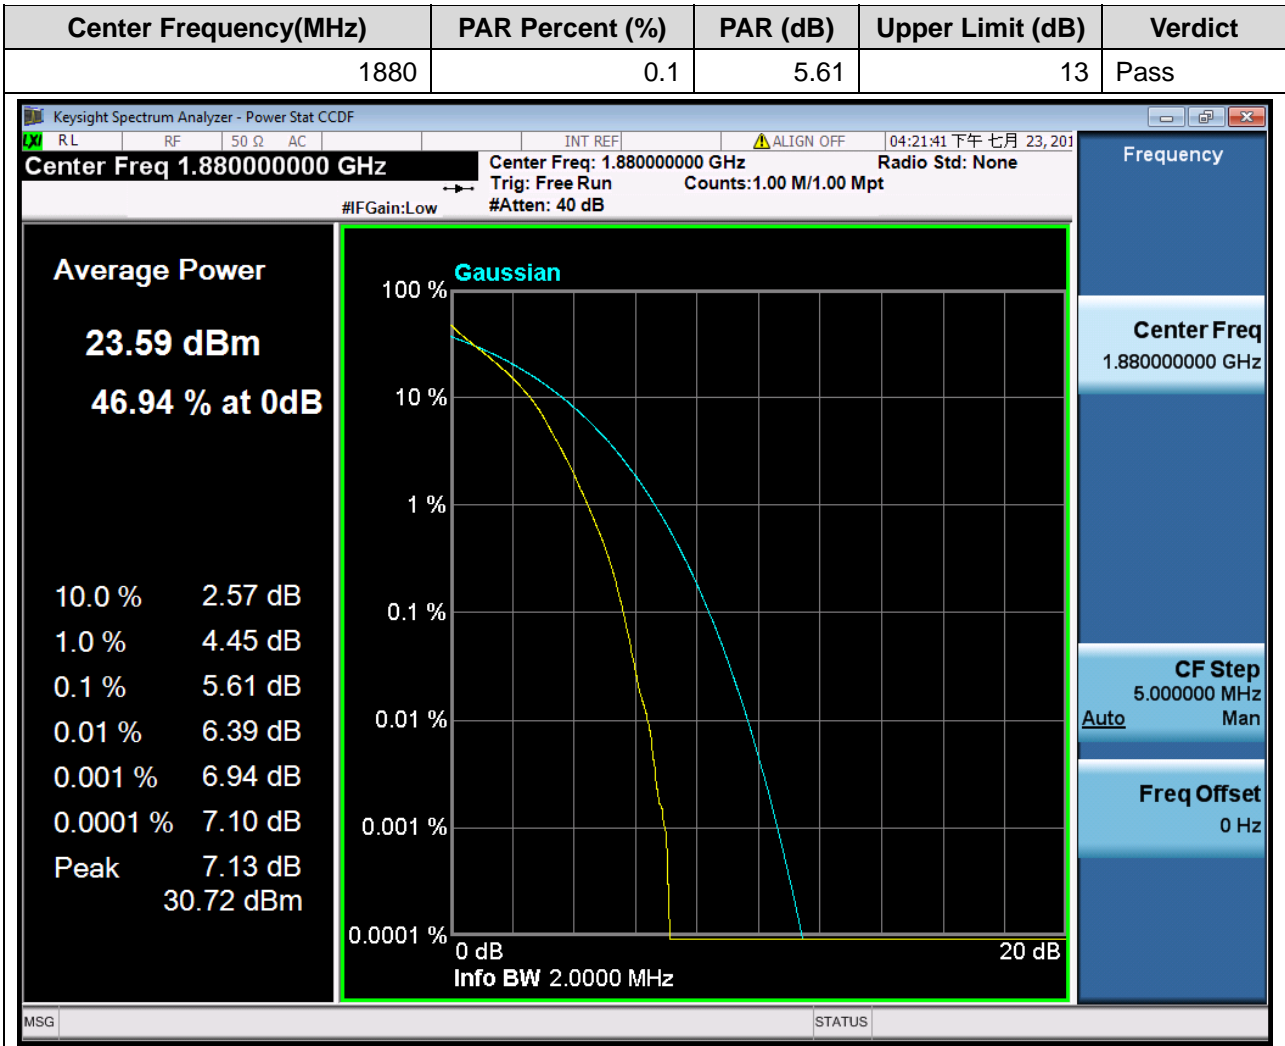 Center Frequency(MHz) PAR Percent (%) PAR (dB) Upper Limit (dB) Verdict
1880 0.1 5.61 13 Pass
Keysight Spectrum Analyzer - Power Stat CCDF
LXI RL RF 50 Ω AC INT REF ALIGN OFF 04:21:41 下午 七月 23, 201
Center Freq 1.880000000 GHz
Center Freq: 1.880000000 GHz Radio Std: None
Trig: Free Run Counts:1.00 M/1.00 Mpt
#IFGain:Low #Atten: 40 dB
Frequency
Average Power
23.59 dBm
46.94 % at 0dB
10.0 % 2.57 dB
1.0 % 4.45 dB
0.1 % 5.61 dB
0.01 % 6.39 dB
0.001 % 6.94 dB
0.0001 % 7.10 dB
Peak 7.13 dB
30.72 dBm
Gaussian
100 %
10 %
1 %
0.1 %
0.01 %
0.001 %
0.0001 %
0 dB 20 dB
Info BW 2.0000 MHz
Center Freq
1.880000000 GHz
CF Step
5.000000 MHz
Auto Man
Freq Offset
0 Hz
MSG STATUS